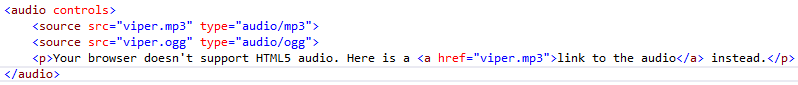 <audio controls>
<source src="viper.mp3" type="audio/mp3">
<source src="viper.ogg" type="audio/ogg">
<p>Your browser doesn't support HTML5 audio. Here is a <a href="viper.mp3">link to the audio</a> instead.</p>
</audio>